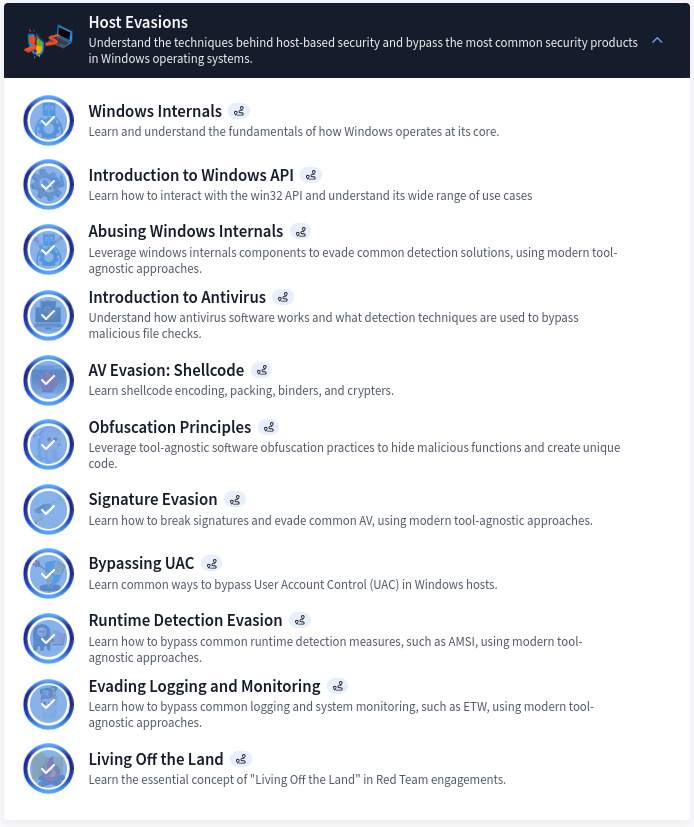 Host Evasions
Understand the techniques behind host-based security and bypass the most common security products
in Windows operating systems.
Windows Internals
Learn and understand the fundamentals of how Windows operates at its core.
Introduction to Windows API
Learn how to interact with the win32 API and understand its wide range of use cases
Abusing Windows Internals
Leverage windows internals components to evade common detection solutions, using modern tool-
agnostic approaches.
Introduction to Antivirus
Understand how antivirus software works and what detection techniques are used to bypass
malicious file checks.
AV Evasion: Shellcode
Learn shellcode encoding, packing, binders, and crypters.
Obfuscation Principles
Leverage tool-agnostic software obfuscation practices to hide malicious functions and create unique
code.
Signature Evasion
Learn how to break signatures and evade common AV, using modern tool-agnostic approaches.
Bypassing UAC
Learn common ways to bypass User Account Control (UAC) in Windows hosts.
Runtime Detection Evasion
Learn how to bypass common runtime detection measures, such as AMSI, using modern tool-
agnostic approaches.
Evading Logging and Monitoring
Learn how to bypass common logging and system monitoring, such as ETW, using modern tool-
agnostic approaches.
Living Off the Land
Learn the essential concept of "Living Off the Land" in Red Team engagements.